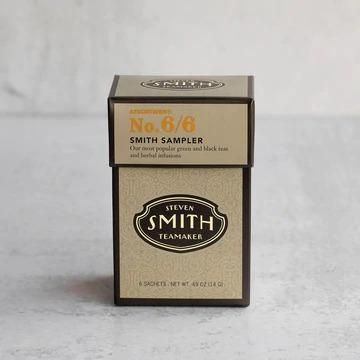 ASSORTMENT:
No. 6/6
SMITH SAMPLER
Our most popular green and black teas
and herbal infusions
STEVEN
SMITH
TEAMAKER
6 SACHETS · NET WT. .49 OZ (14 G)